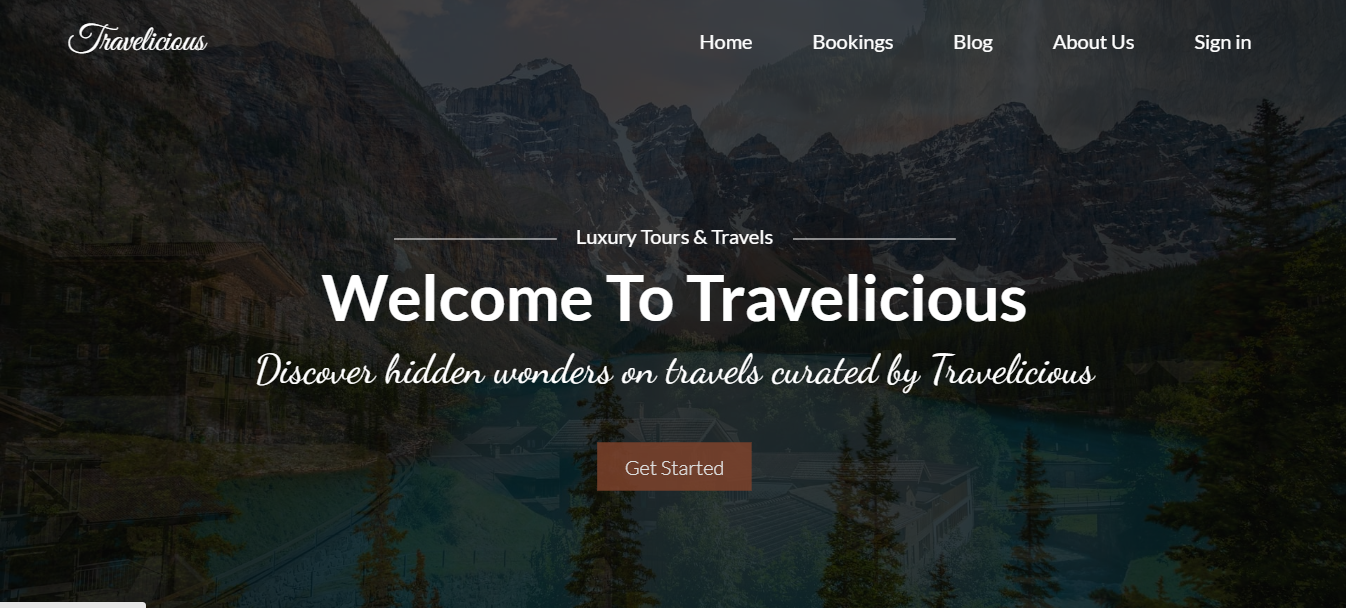 Travelicious
Home Bookings Blog About Us Sign in
Luxury Tours & Travels
Welcome To Travelicious
Discover hidden wonders on travels curated by Travelicious
Get Started